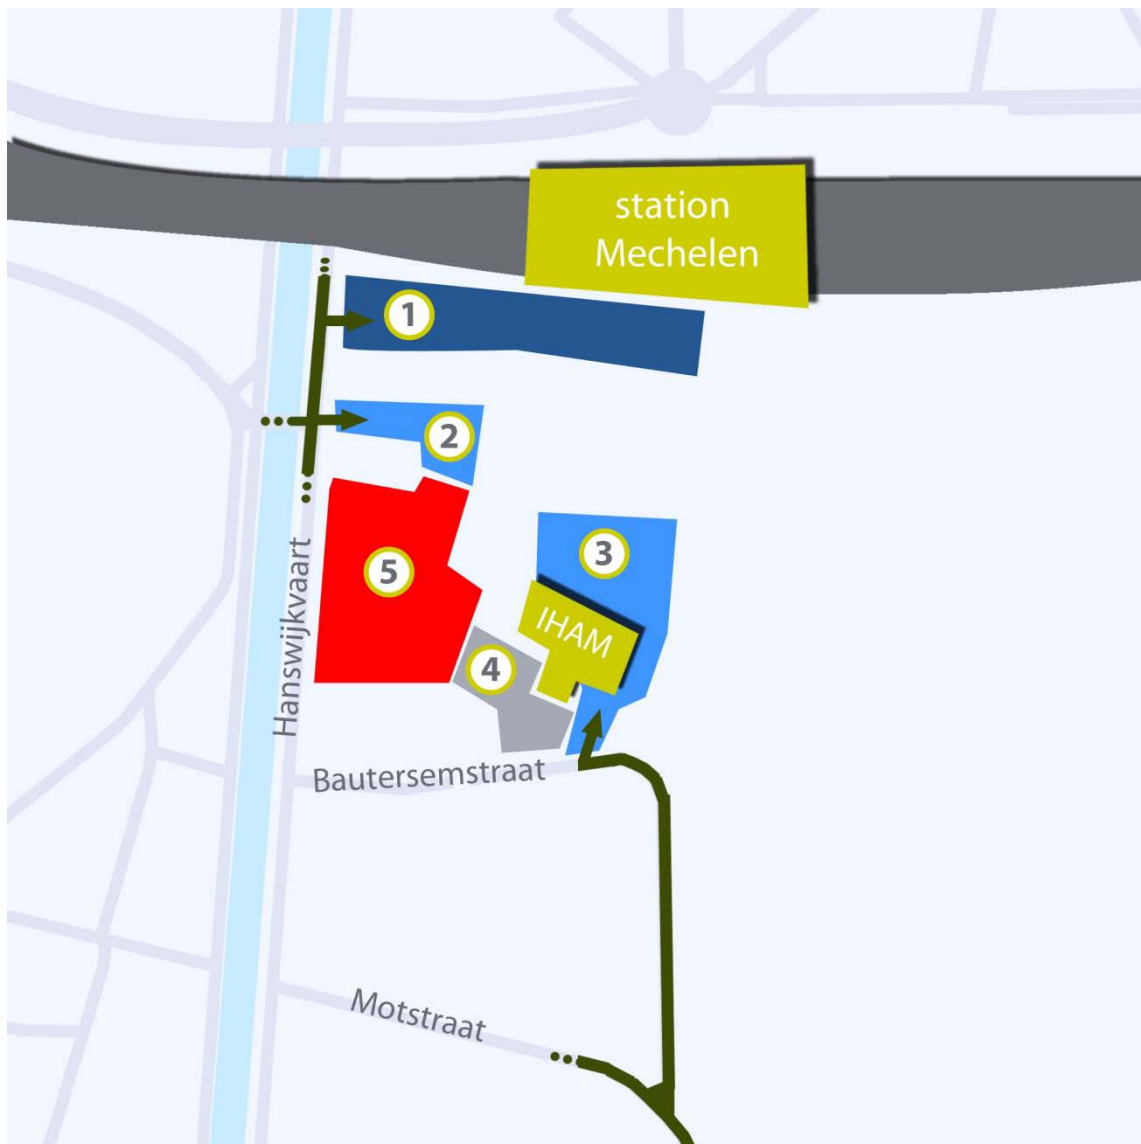 station
Mechelen
1
2
3
5
IHAM
4
Hanswijkvaart
Bautersemstraat
Motstraat